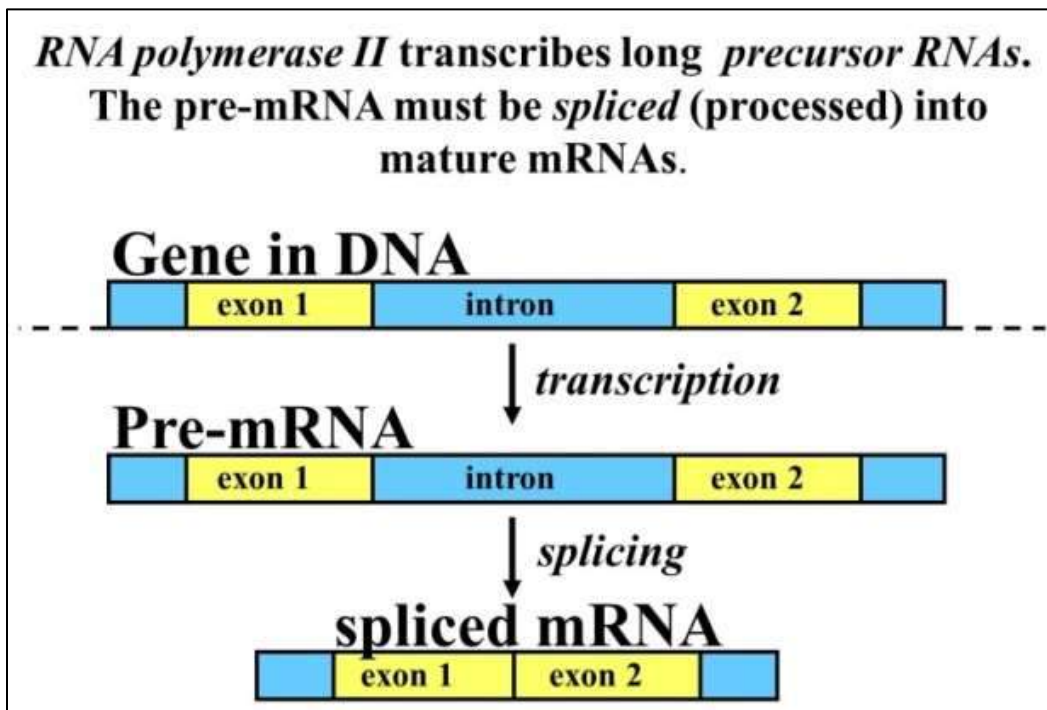 RNA polymerase II transcribes long precursor RNAs.
The pre-mRNA must be spliced (processed) into
mature mRNAs.
Gene in DNA
exon 1 intron exon 2
transcription
Pre-mRNA
exon 1 intron exon 2
splicing
spliced mRNA
exon 1 exon 2